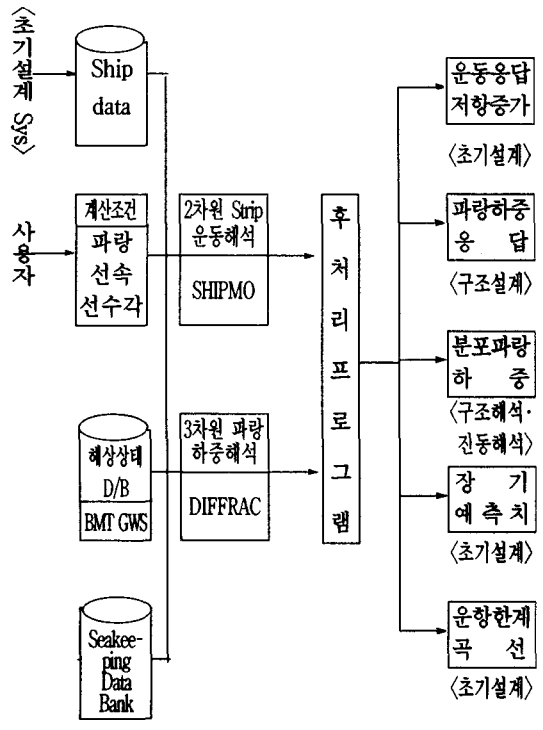 〈초기설계 Sys〉
Ship
data
사용자
계산조건
파랑
선속
선수각
2차원 Strip
운동해석
SHIPMO
해상상태
D/B
BMT GWS
3차원 파랑
하중해석
DIFFRAC
Seakee-
ping
Data
Bank
후처리프로그램
운동응답
저항증가
〈초기설계〉
파랑하중
응 답
〈구조설계〉
분포파랑
하 중
〈구조해석·
진동해석〉
장 기
예 측 치
〈초기설계〉
운항한계
곡 선
〈초기설계〉